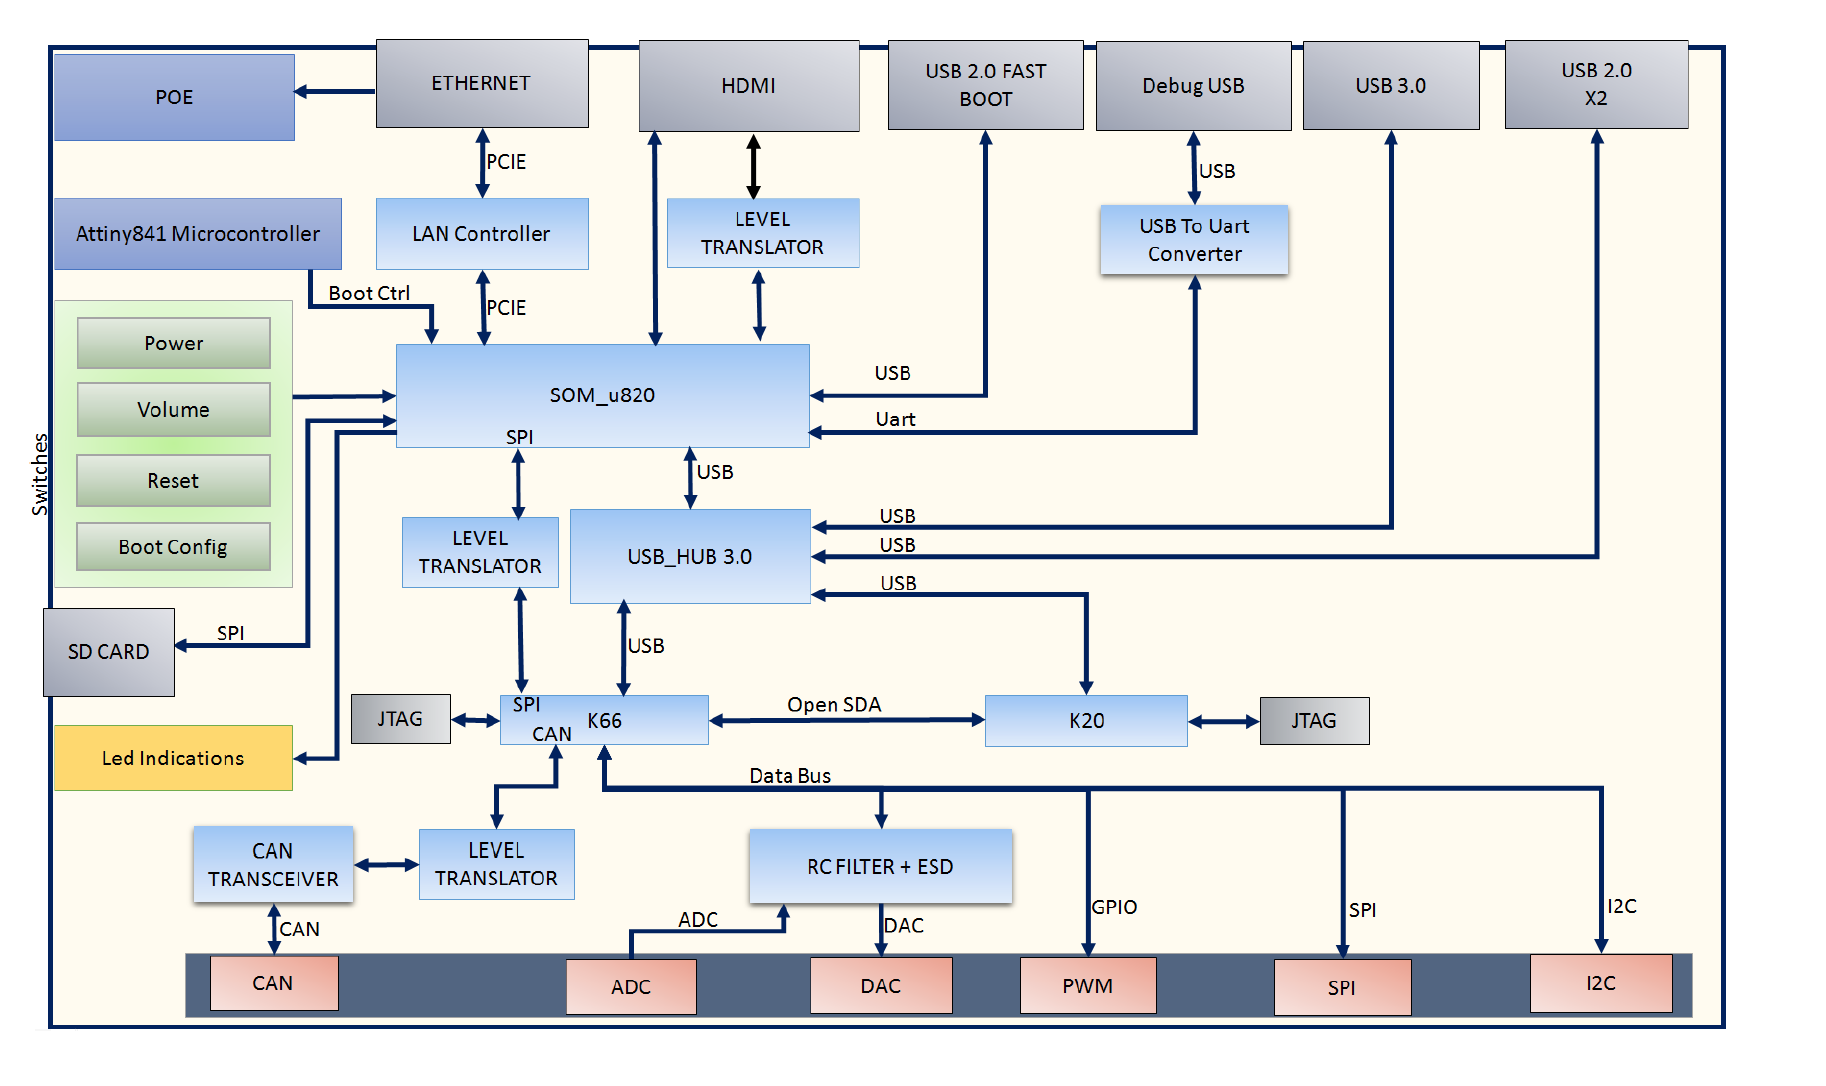 ETHERNET
HDMI
USB 2.0 FAST
BOOT
Debug USB
USB 3.0
USB 2.0
X2
POE
PCIE
USB
Attiny841 Microcontroller
LAN Controller
LEVEL
TRANSLATOR
USB To Uart
Converter
Boot Ctrl
PCIE
Power
Volume
Reset
Boot Config
Switches
SOM_u820
SPI
USB
Uart
USB
LEVEL
TRANSLATOR
USB_HUB 3.0
USB
USB
USB
SD CARD
SPI
USB
JTAG
SPI
K66
CAN
Open SDA
K20
JTAG
Led Indications
Data Bus
CAN
TRANSCEIVER
LEVEL
TRANSLATOR
RC FILTER + ESD
CAN
ADC
DAC
GPIO
SPI
I2C
CAN
ADC
DAC
PWM
SPI
I2C